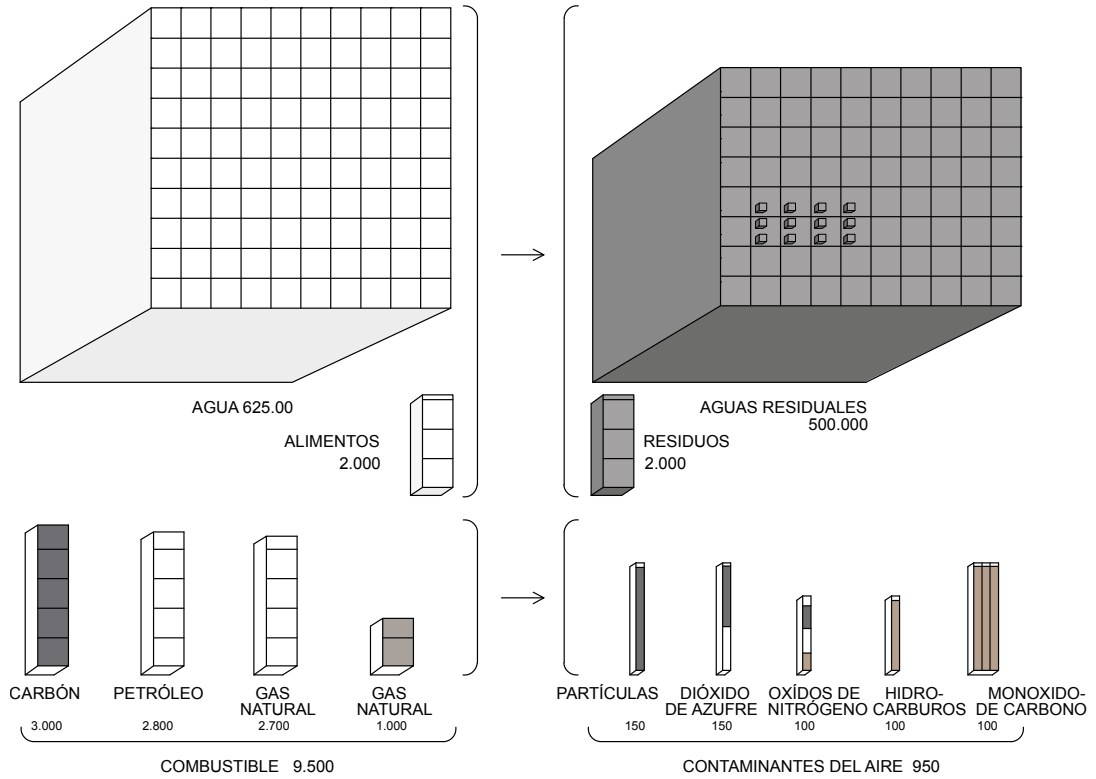 AGUA 625.00
ALIMENTOS
2.000
AGUAS RESIDUALES
500.000
RESIDUOS
2.000
CARBÓN
3.000
PETRÓLEO
2.800
GAS
NATURAL
2.700
GAS
NATURAL
1.000
COMBUSTIBLE 9.500
PARTÍCULAS
150
DIÓXIDO
DE AZUFRE
150
OXÍDOS DE
NITRÓGENO
100
HIDRO-
CARBUROS
100
MONOXIDO-
DE CARBONO
100
CONTAMINANTES DEL AIRE 950